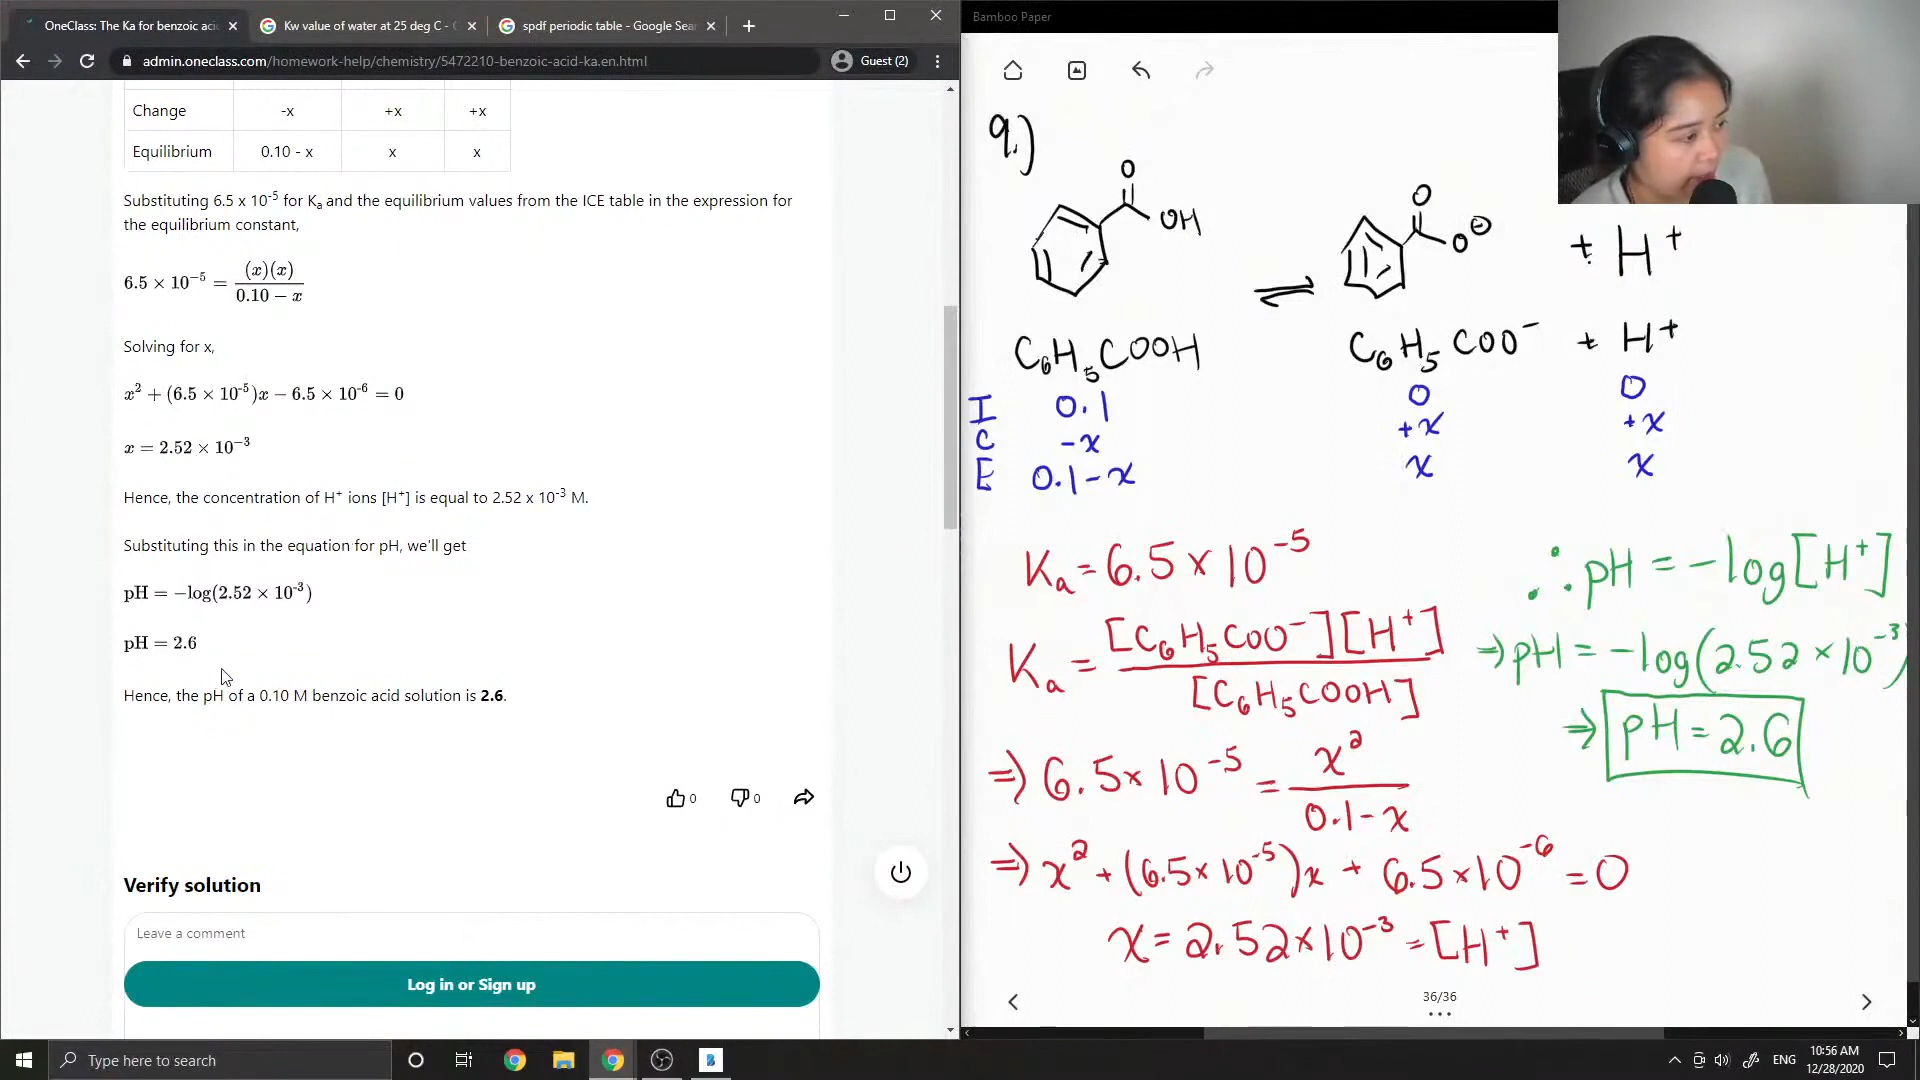 OneClass: The Ka for benzoic acid
Kw value of water at 25 deg C -
spdf periodic table - Google Sear
admin.oneclass.com/homework-help/chemistry/5472210-benzoic-acid-ka.en.html
Guest (2)
Change -x +x +x
Equilibrium 0.10 - x x x
Substituting 6.5 x 10⁻⁵ for Kₐ and the equilibrium values from the ICE table in the expression for
the equilibrium constant,
6.5 × 10⁻⁵ = (x)(x) / 0.10 − x
Solving for x,
x² + (6.5 × 10⁻⁵)x − 6.5 × 10⁻⁶ = 0
x = 2.52 × 10⁻³
Hence, the concentration of H⁺ ions [H⁺] is equal to 2.52 x 10⁻³ M.
Substituting this in the equation for pH, we'll get
pH = −log(2.52 × 10⁻³)
pH = 2.6
Hence, the pH of a 0.10 M benzoic acid solution is 2.6.
0 0
Verify solution
Leave a comment
Log in or Sign up
Bamboo Paper
9.)
O
OH
⇌
O
O⊖
+ H⁺
C₆H₅COOH C₆H₅COO⁻ + H⁺
I 0.1 0 0
C -x +x +x
E 0.1-x x x
Kₐ = 6.5 × 10⁻⁵
Kₐ = [C₆H₅COO⁻][H⁺] / [C₆H₅COOH]
⇒ 6.5 × 10⁻⁵ = x² / 0.1-x
⇒ x² + (6.5 × 10⁻⁵)x + 6.5 × 10⁻⁶ = 0
x = 2.52 × 10⁻³ = [H⁺]
∴ pH = -log[H⁺]
⇒ pH = -log(2.52 × 10⁻³)
⇒ pH = 2.6
36/36
Type here to search
ENG
10:56 AM
12/28/2020